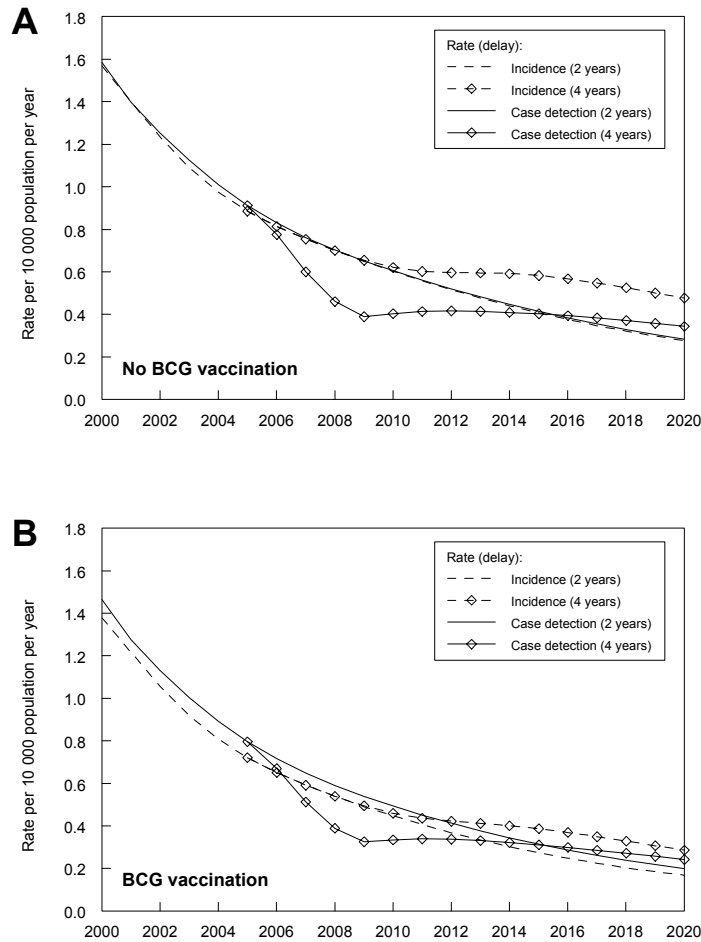 A
Rate per 10 000 population per year
1.8
1.6
1.4
1.2
1.0
0.8
0.6
0.4
0.2
0.0
Rate (delay):
Incidence (2 years)
Incidence (4 years)
Case detection (2 years)
Case detection (4 years)
No BCG vaccination
2000 2002 2004 2006 2008 2010 2012 2014 2016 2018 2020
B
Rate per 10 000 population per year
1.8
1.6
1.4
1.2
1.0
0.8
0.6
0.4
0.2
0.0
Rate (delay):
Incidence (2 years)
Incidence (4 years)
Case detection (2 years)
Case detection (4 years)
BCG vaccination
2000 2002 2004 2006 2008 2010 2012 2014 2016 2018 2020